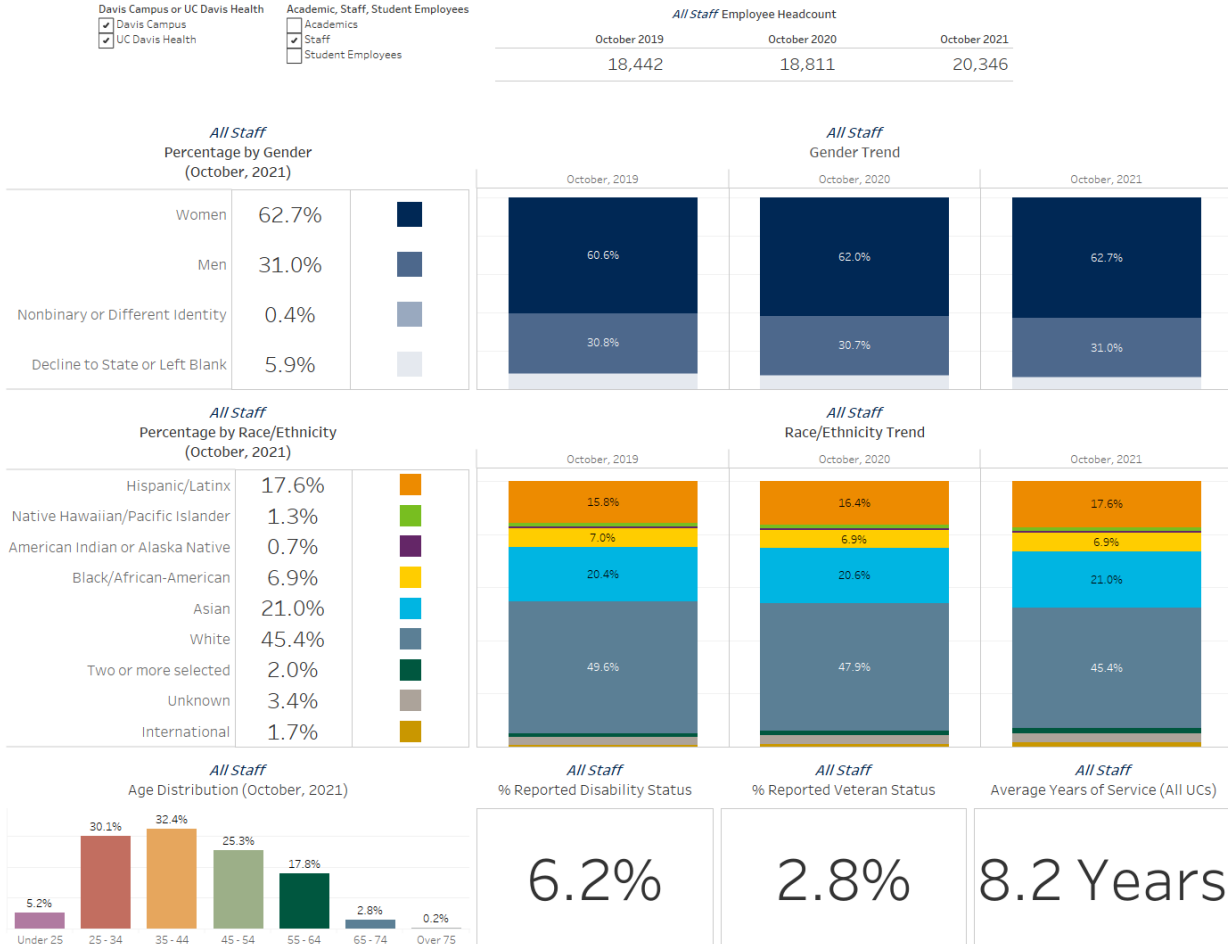 Davis Campus or UC Davis Health
✔ Davis Campus
✔ UC Davis Health
Academic, Staff, Student Employees
Academics
✔ Staff
Student Employees
All Staff Employee Headcount
October 2019 October 2020 October 2021
18,442 18,811 20,346
All Staff
Percentage by Gender
(October, 2021)
Women 62.7%
Men 31.0%
Nonbinary or Different Identity 0.4%
Decline to State or Left Blank 5.9%
All Staff
Gender Trend
October, 2019 October, 2020 October, 2021
60.6% 62.0% 62.7%
30.8% 30.7% 31.0%
All Staff
Percentage by Race/Ethnicity
(October, 2021)
Hispanic/Latinx 17.6%
Native Hawaiian/Pacific Islander 1.3%
American Indian or Alaska Native 0.7%
Black/African-American 6.9%
Asian 21.0%
White 45.4%
Two or more selected 2.0%
Unknown 3.4%
International 1.7%
All Staff
Race/Ethnicity Trend
October, 2019 October, 2020 October, 2021
15.8% 16.4% 17.6%
7.0% 6.9% 6.9%
20.4% 20.6% 21.0%
49.6% 47.9% 45.4%
All Staff
Age Distribution (October, 2021)
5.2% 30.1% 32.4% 25.3% 17.8% 2.8% 0.2%
Under 25 25 - 34 35 - 44 45 - 54 55 - 64 65 - 74 Over 75
All Staff
% Reported Disability Status
6.2%
All Staff
% Reported Veteran Status
2.8%
All Staff
Average Years of Service (All UCs)
8.2 Years